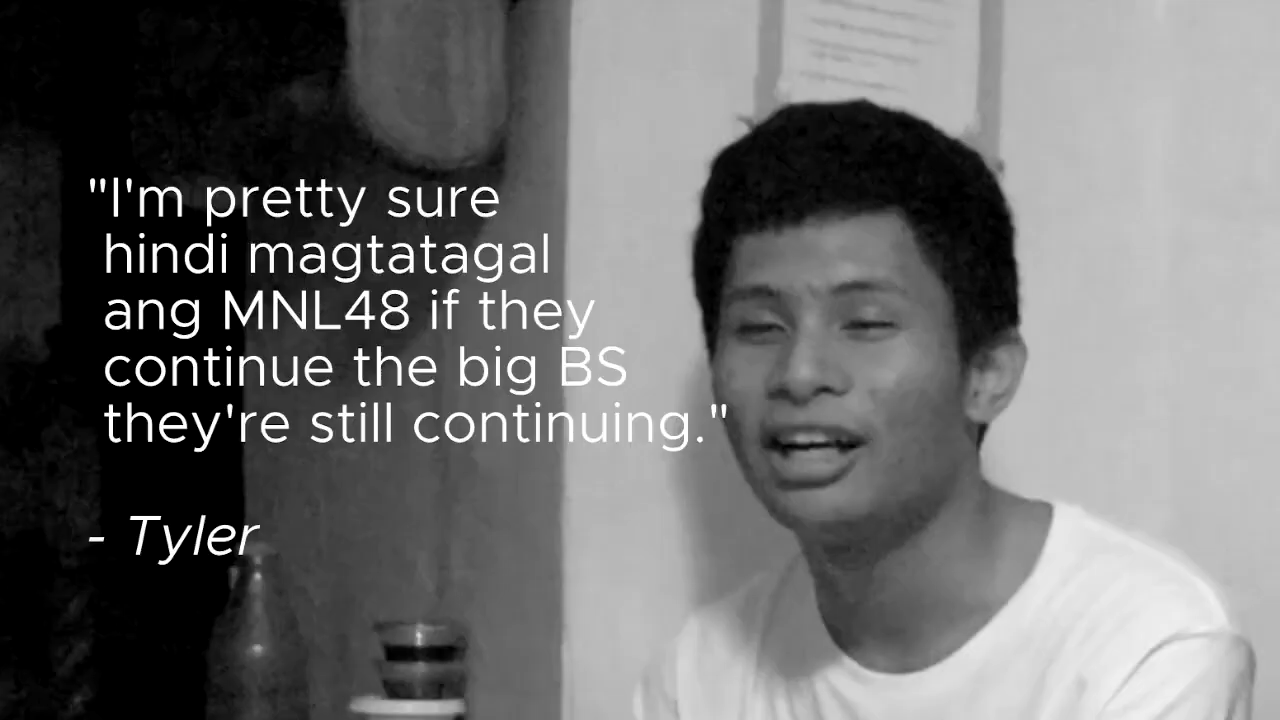 "I'm pretty sure
hindi magtatagal
ang MNL48 if they
continue the big BS
they're still continuing."
- Tyler